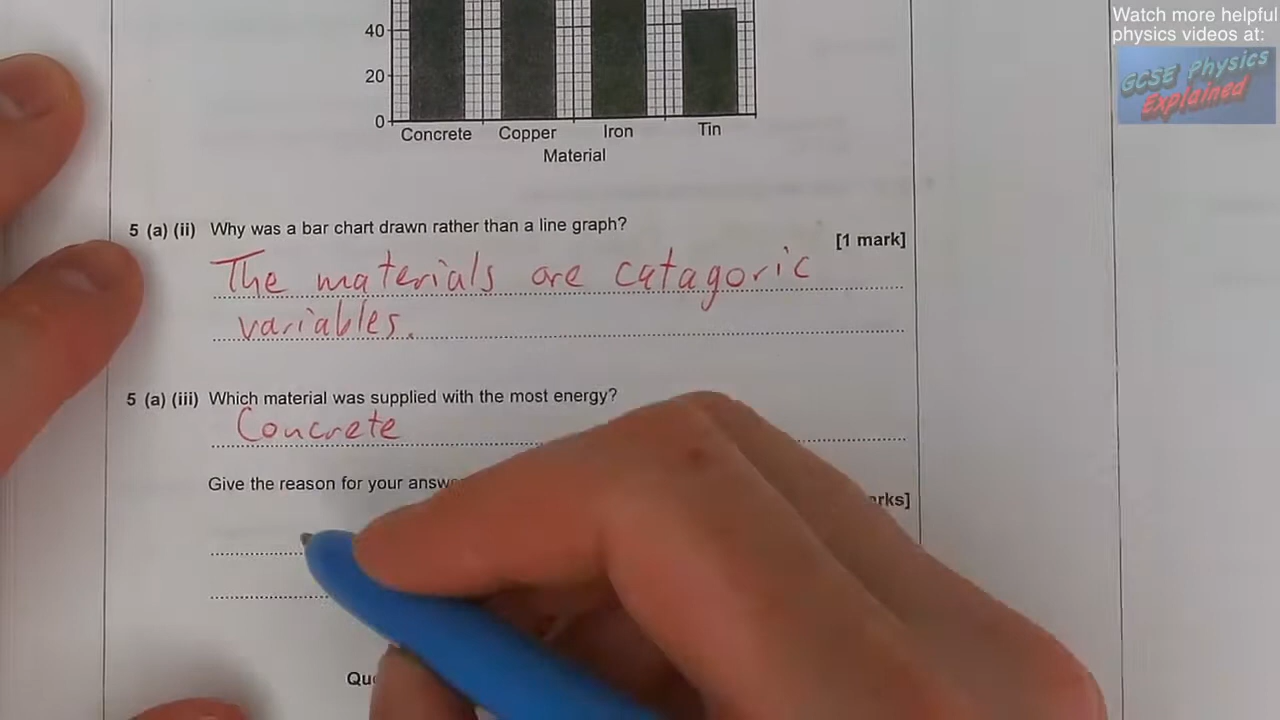 Watch more helpful
physics videos at:
GCSE Physics
Explained
40
20
0
Concrete Copper Iron Tin
Material
5 (a) (ii) Why was a bar chart drawn rather than a line graph?
[1 mark]
The materials are catagoric
variables.
5 (a) (iii) Which material was supplied with the most energy?
Concrete
Give the reason for your